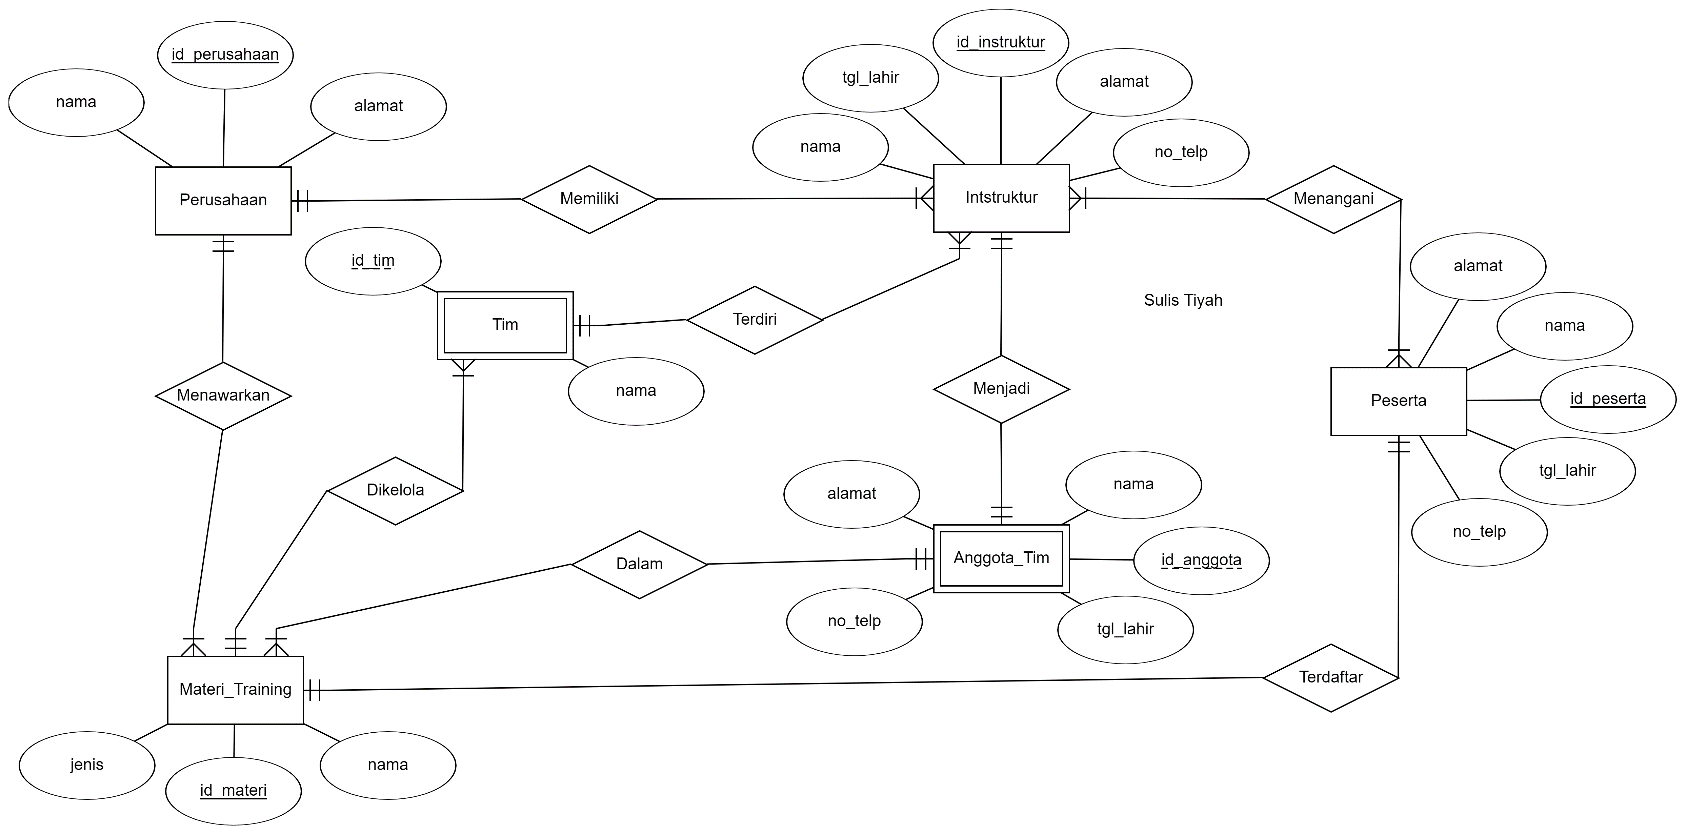 id_perusahaan
nama
alamat
Perusahaan
Memiliki
id_instruktur
tgl_lahir
alamat
nama
no_telp
Intstruktur
Menangani
id_tim
Tim
nama
Terdiri
Sulis Tiyah
alamat
nama
Peserta
id_peserta
tgl_lahir
no_telp
Menawarkan
Menjadi
Dikelola
alamat
nama
Dalam
Anggota_Tim
id_anggota
no_telp
tgl_lahir
Materi_Training
Terdaftar
jenis
id_materi
nama